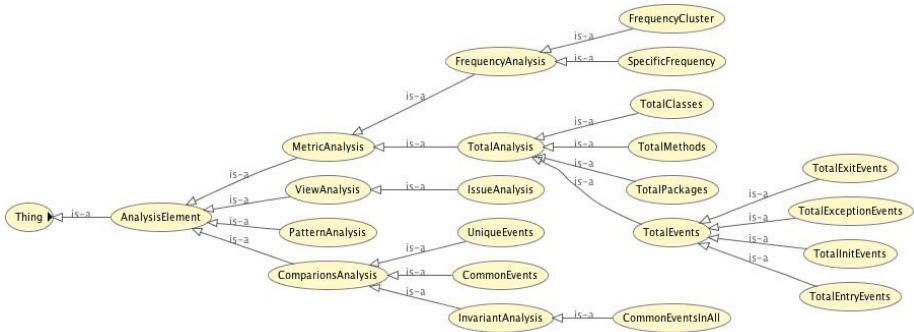 FrequencyCluster
is-a
FrequencyAnalysis
is-a
SpecificFrequency
is-a
TotalClasses
is-a
MetricAnalysis
is-a
TotalAnalysis
is-a
TotalMethods
is-a
is-a
is-a
TotalExitEvents
ViewAnalysis
is-a
IssueAnalysis
TotalPackages
is-a
is-a
Thing
is-a
AnalysisElement
is-a
TotalExceptionEvents
is-a
PatternAnalysis
UniqueEvents
TotalEvents
is-a
is-a
is-a
is-a
TotalInitEvents
ComparionsAnalysis
is-a
CommonEvents
is-a
is-a
TotalEntryEvents
InvariantAnalysis
is-a
CommonEventsInAll